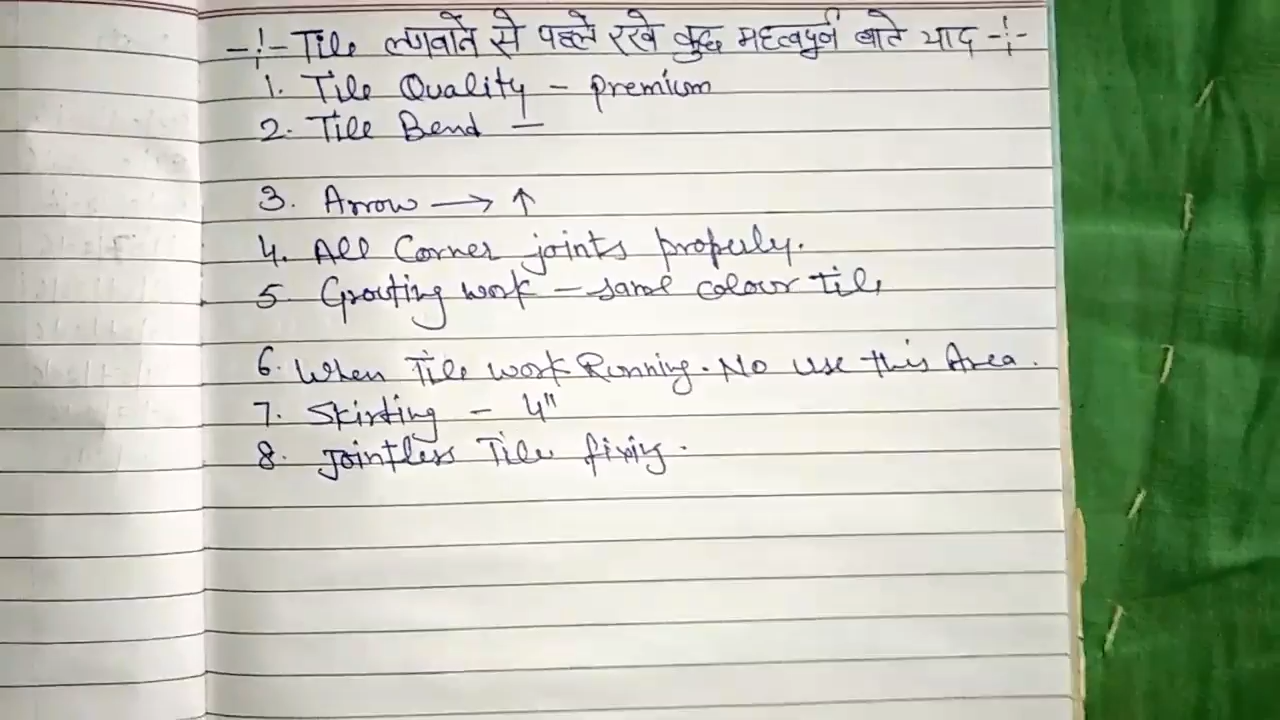 -!- Tile लगवाने से पहले रखे कुछ महत्वपूर्न बाते याद -!-
1. Tile Quality - premium
2. Tile Bend -
3. Arrow → ↑
4. All Corner joints properly.
5. Grouting work - same colour tile
6. When Tile work Running. No use this Area.
7. Skirting - 4"
8. Jointless Tile fixing.